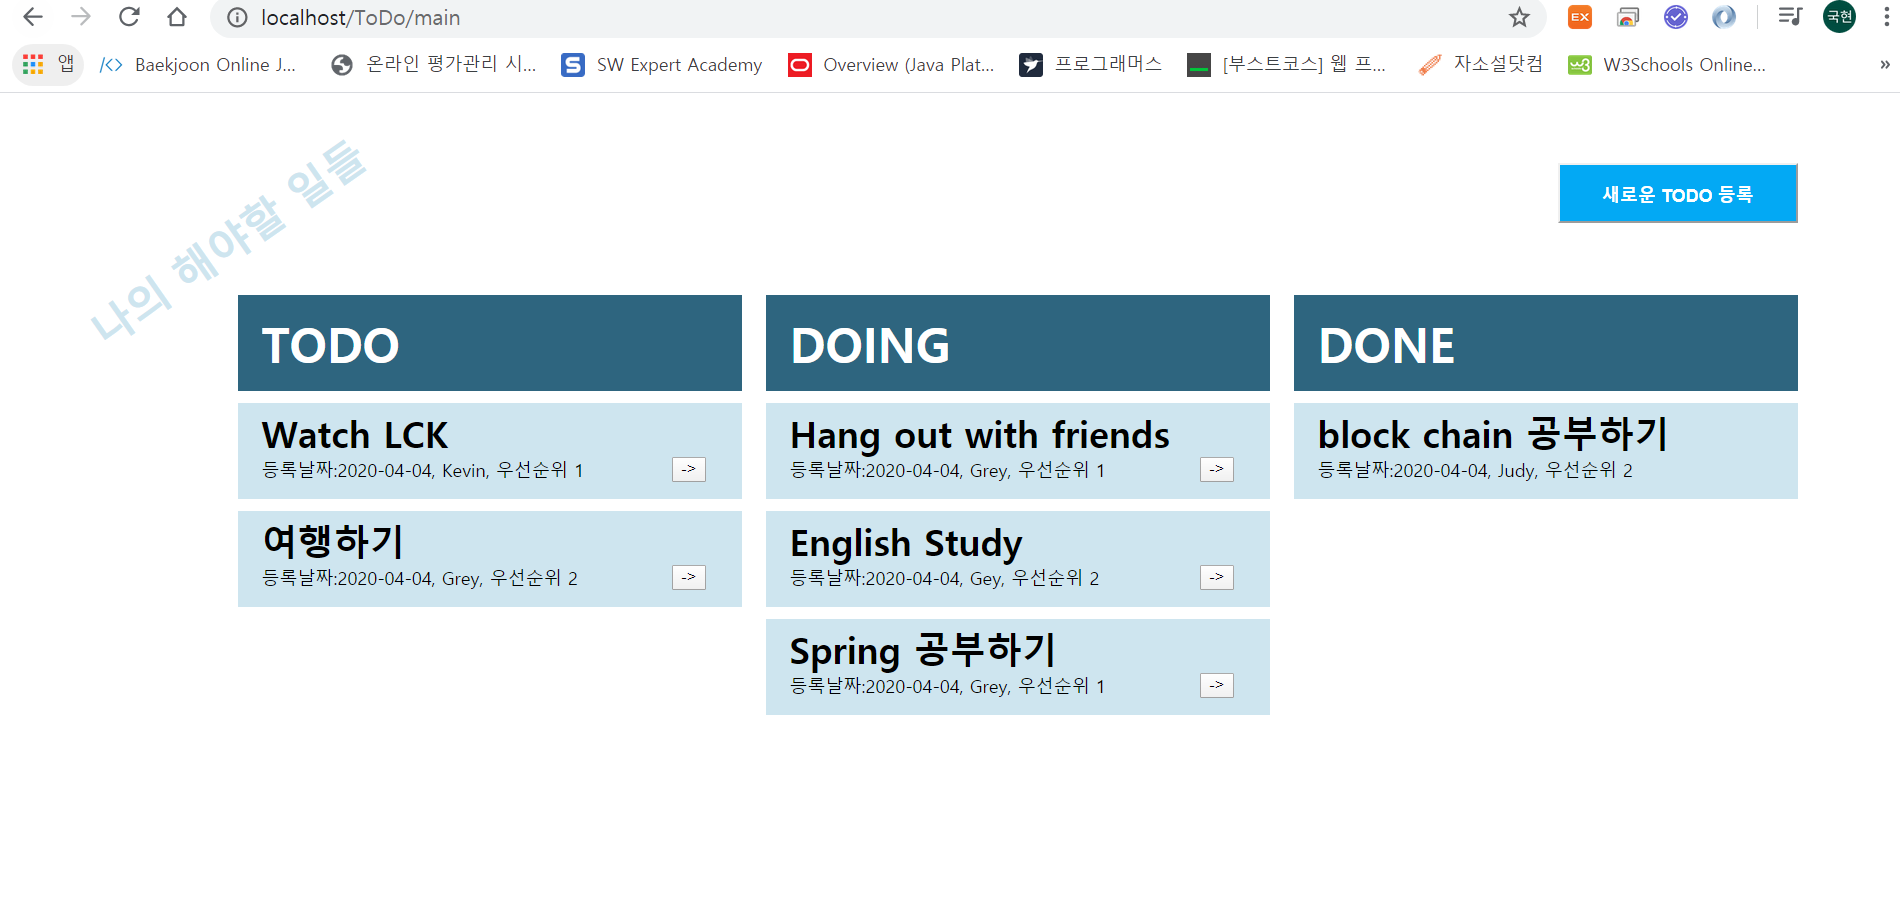 localhost/ToDo/main
EX
국현
앱
Baekjoon Online J...
온라인 평가관리 시...
S
SW Expert Academy
Overview (Java Plat...
프로그래머스
[부스트코스] 웹 프...
자소설닷컴
W3Schools Online...
»
나의 해야할 일들
새로운 TODO 등록
TODO
Watch LCK
등록날짜:2020-04-04, Kevin, 우선순위 1
->
여행하기
등록날짜:2020-04-04, Grey, 우선순위 2
->
DOING
Hang out with friends
등록날짜:2020-04-04, Grey, 우선순위 1
->
English Study
등록날짜:2020-04-04, Gey, 우선순위 2
->
Spring 공부하기
등록날짜:2020-04-04, Grey, 우선순위 1
->
DONE
block chain 공부하기
등록날짜:2020-04-04, Judy, 우선순위 2